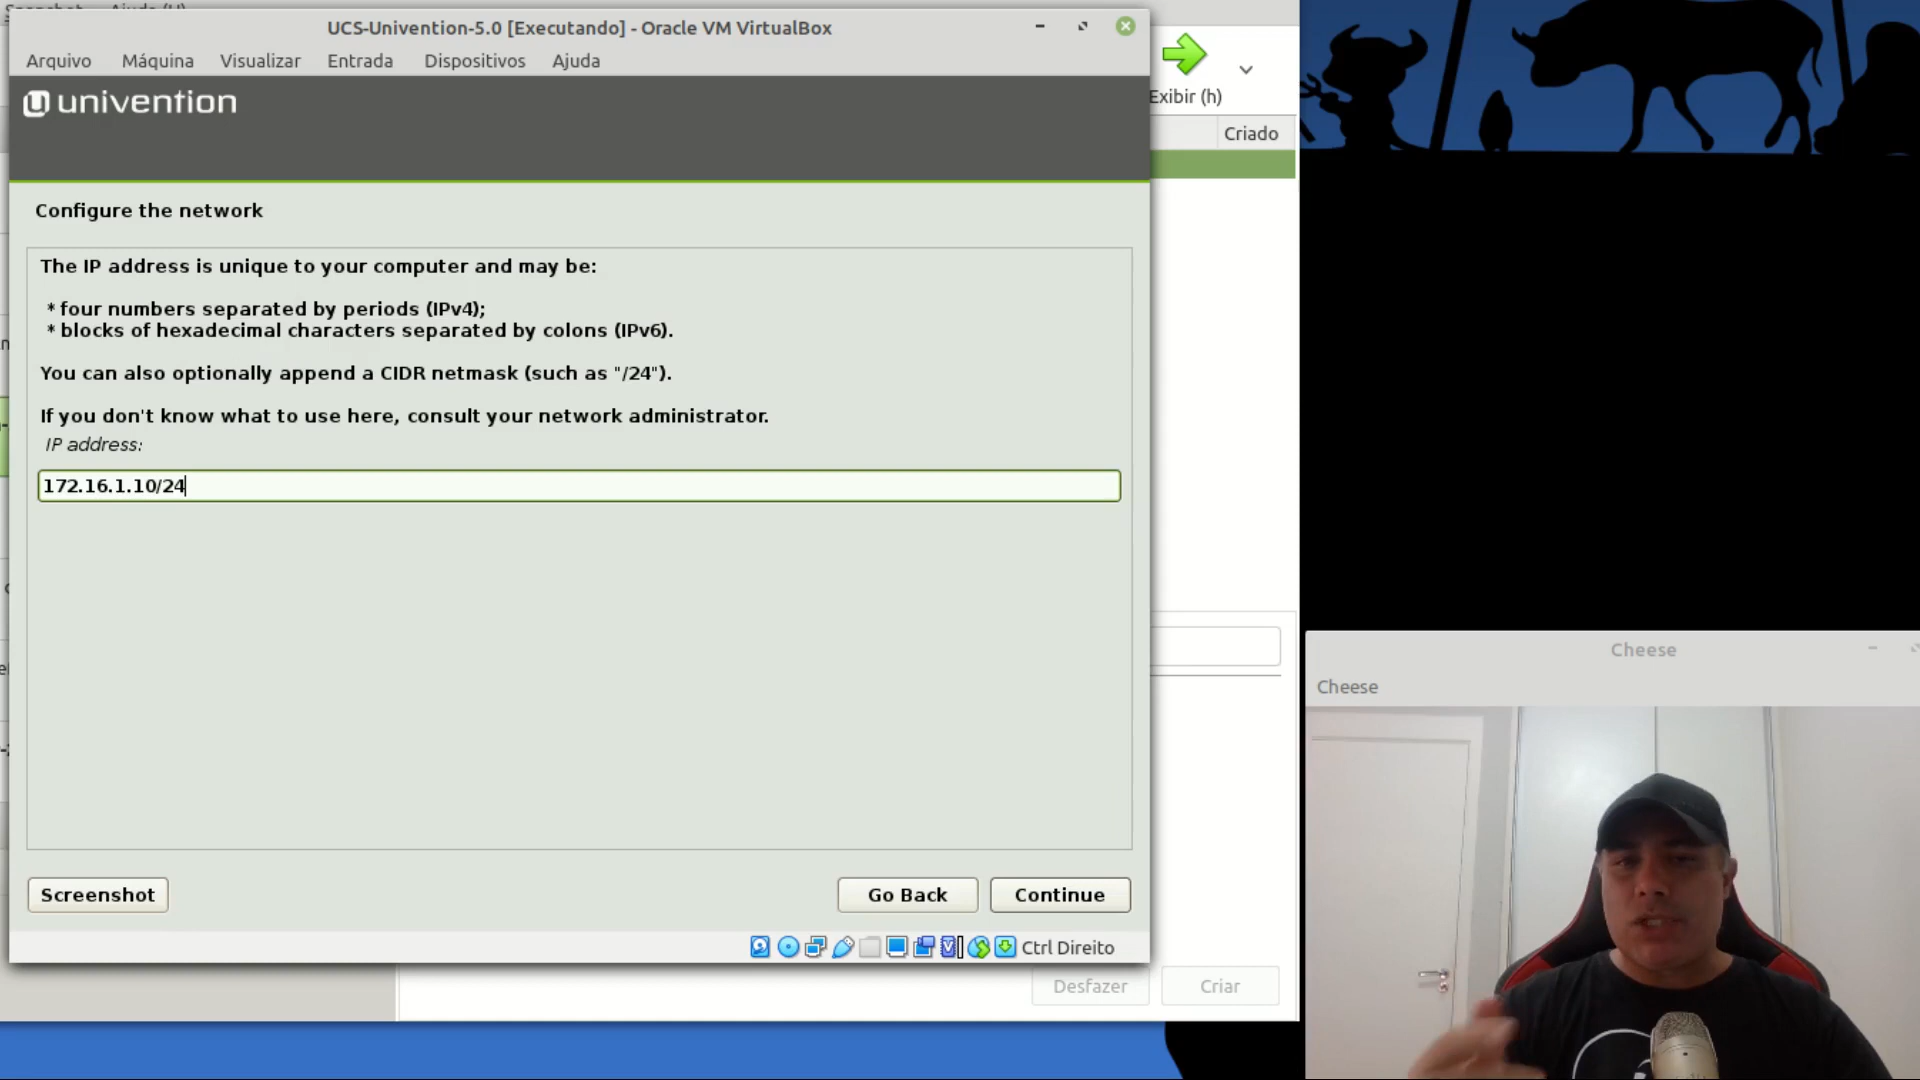 UCS-Univention-5.0 [Executando] - Oracle VM VirtualBox
Arquivo Máquina Visualizar Entrada Dispositivos Ajuda
Exibir (h)
univention
Criado
Configure the network
The IP address is unique to your computer and may be:
* four numbers separated by periods (IPv4);
* blocks of hexadecimal characters separated by colons (IPv6).
You can also optionally append a CIDR netmask (such as "/24").
If you don't know what to use here, consult your network administrator.
IP address:
172.16.1.10/24
Cheese
Cheese
Screenshot
Go Back
Continue
Ctrl Direito
Desfazer
Criar